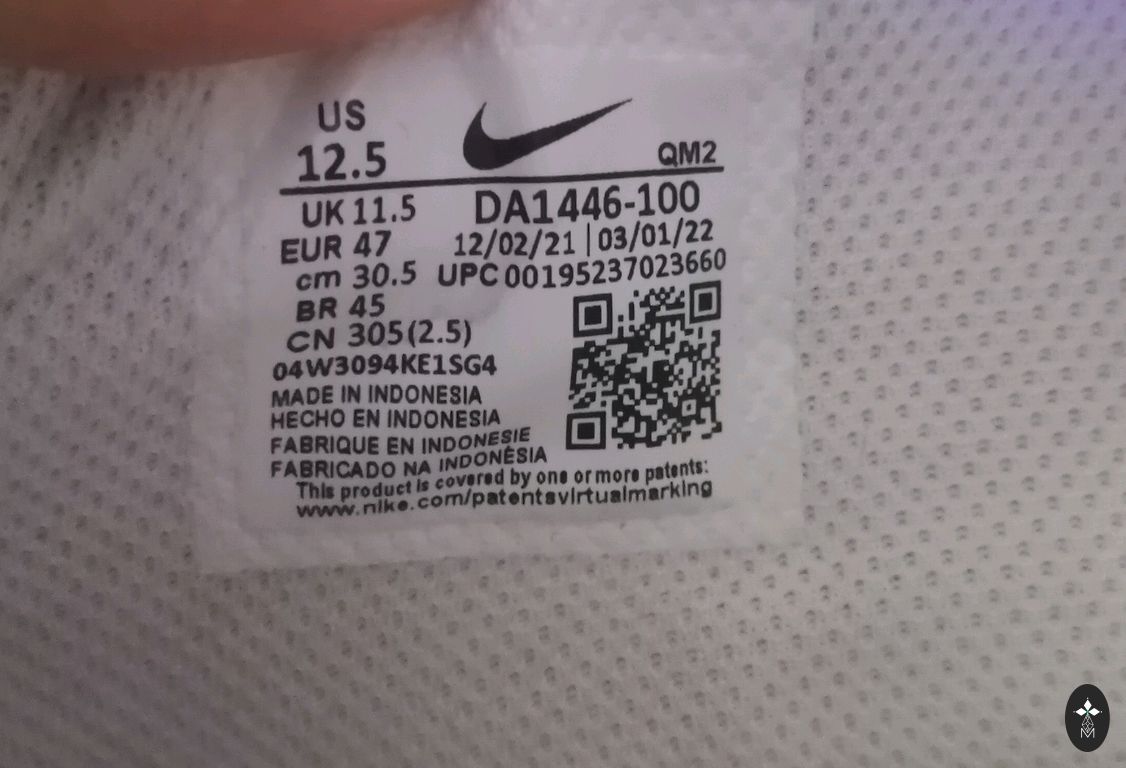 US
12.5
QM2
UK 11.5
DA1446-100
EUR 47
12/02/21 | 03/01/22
cm 30.5
UPC 00195237023660
BR 45
CN 305(2.5)
04W3094KE1SG4
MADE IN INDONESIA
HECHO EN INDONESIA
FABRIQUE EN INDONESIE
FABRICADO NA INDONÉSIA
This product is covered by one or more patents:
www.nike.com/patentsvirtualmarking
M